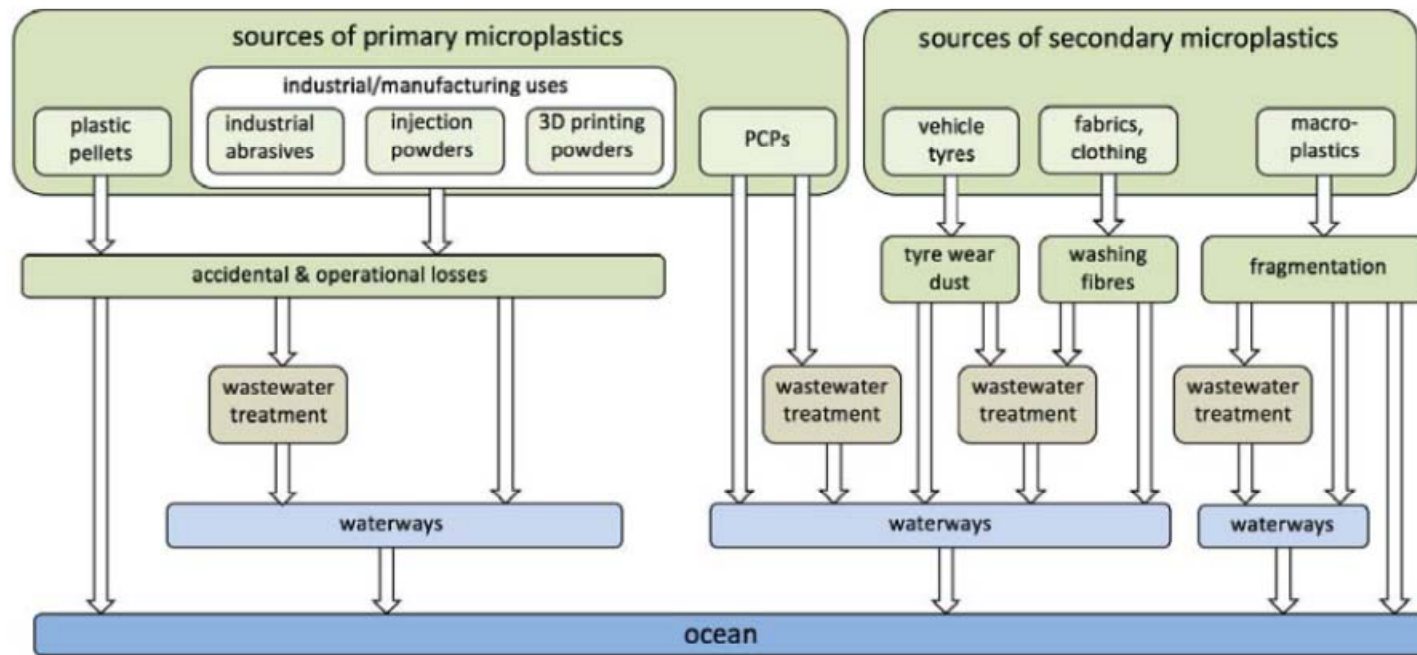 sources of primary microplastics
sources of secondary microplastics
industrial/manufacturing uses
plastic
pellets
industrial
abrasives
injection
powders
3D printing
powders
PCPs
vehicle
tyres
fabrics,
clothing
macro-
plastics
accidental & operational losses
tyre wear
dust
washing
fibres
fragmentation
wastewater
treatment
wastewater
treatment
wastewater
treatment
wastewater
treatment
waterways
waterways
waterways
ocean